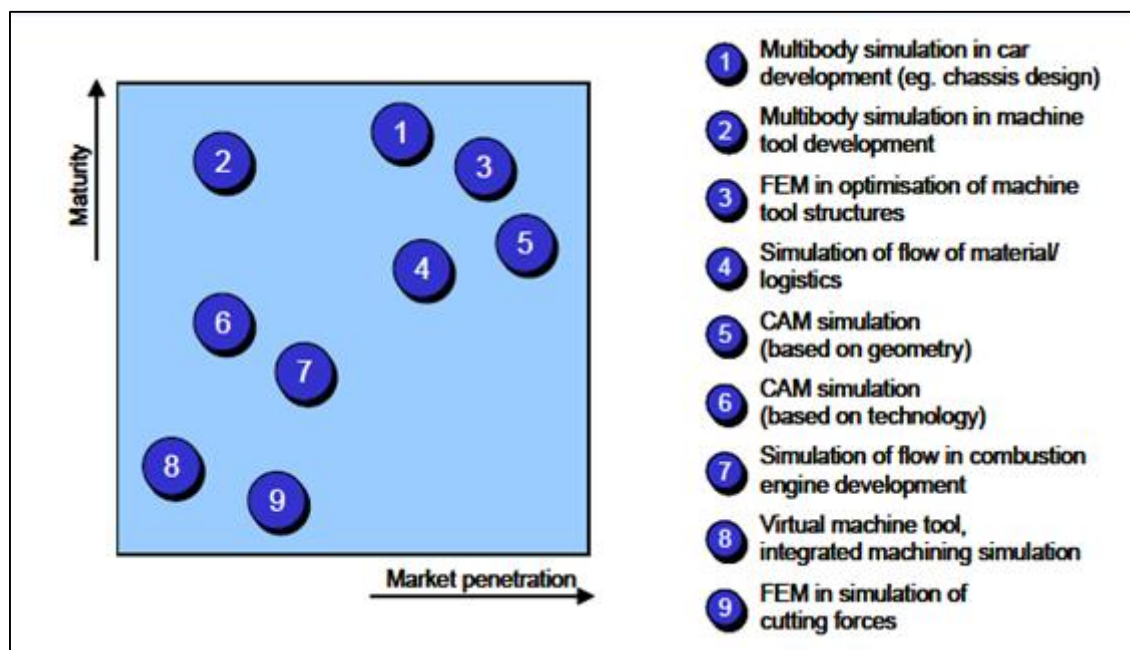 Maturity
2
1
3
5
4
6
7
8
9
Market penetration
1 Multibody simulation in car
development (eg. chassis design)
2 Multibody simulation in machine
tool development
3 FEM in optimisation of machine
tool structures
4 Simulation of flow of material/
logistics
5 CAM simulation
(based on geometry)
6 CAM simulation
(based on technology)
7 Simulation of flow in combustion
engine development
8 Virtual machine tool,
integrated machining simulation
9 FEM in simulation of
cutting forces